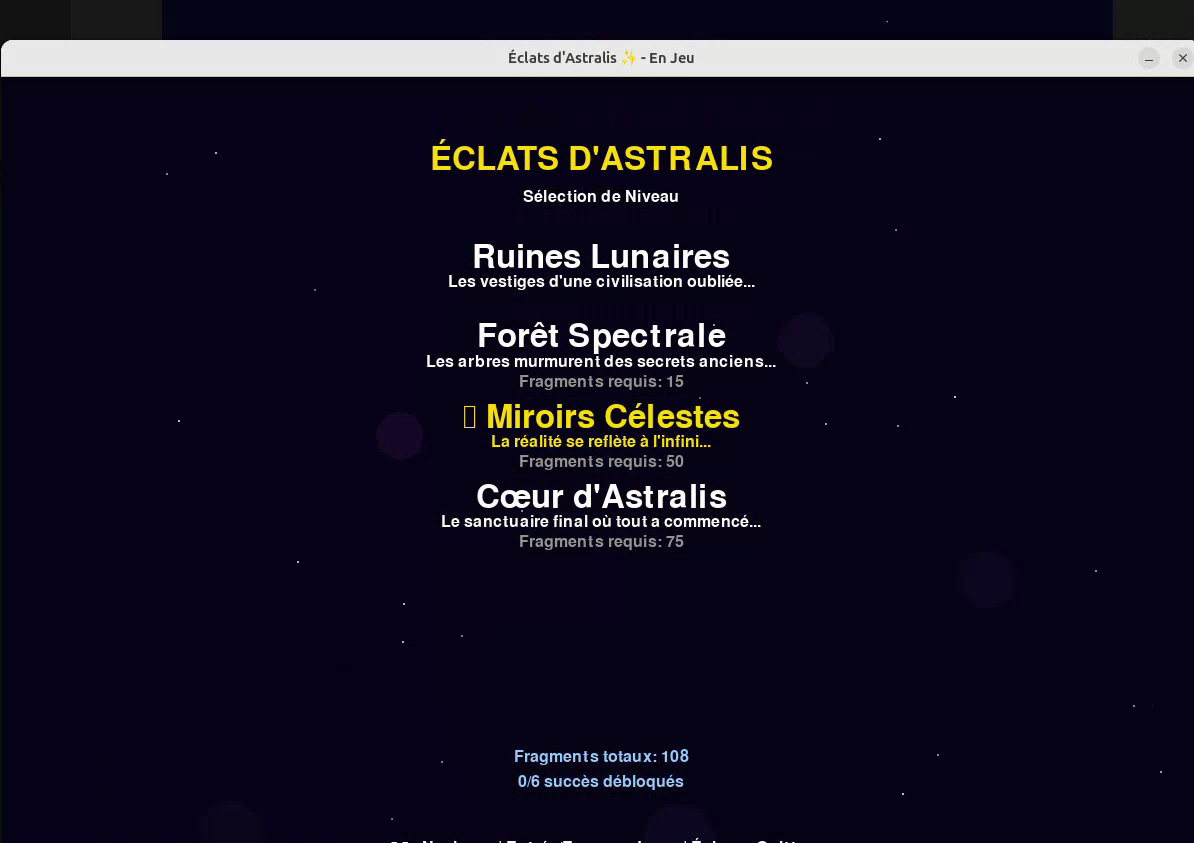 Éclats d'Astralis ✨ - En Jeu
ÉCLATS D'ASTRALIS
Sélection de Niveau
Ruines Lunaires
Les vestiges d'une civilisation oubliée...
Forêt Spectrale
Les arbres murmurent des secrets anciens...
Fragments requis: 15
▯ Miroirs Célestes
La réalité se reflète à l'infini...
Fragments requis: 50
Cœur d'Astralis
Le sanctuaire final où tout a commencé...
Fragments requis: 75
Fragments totaux: 108
0/6 succès débloqués